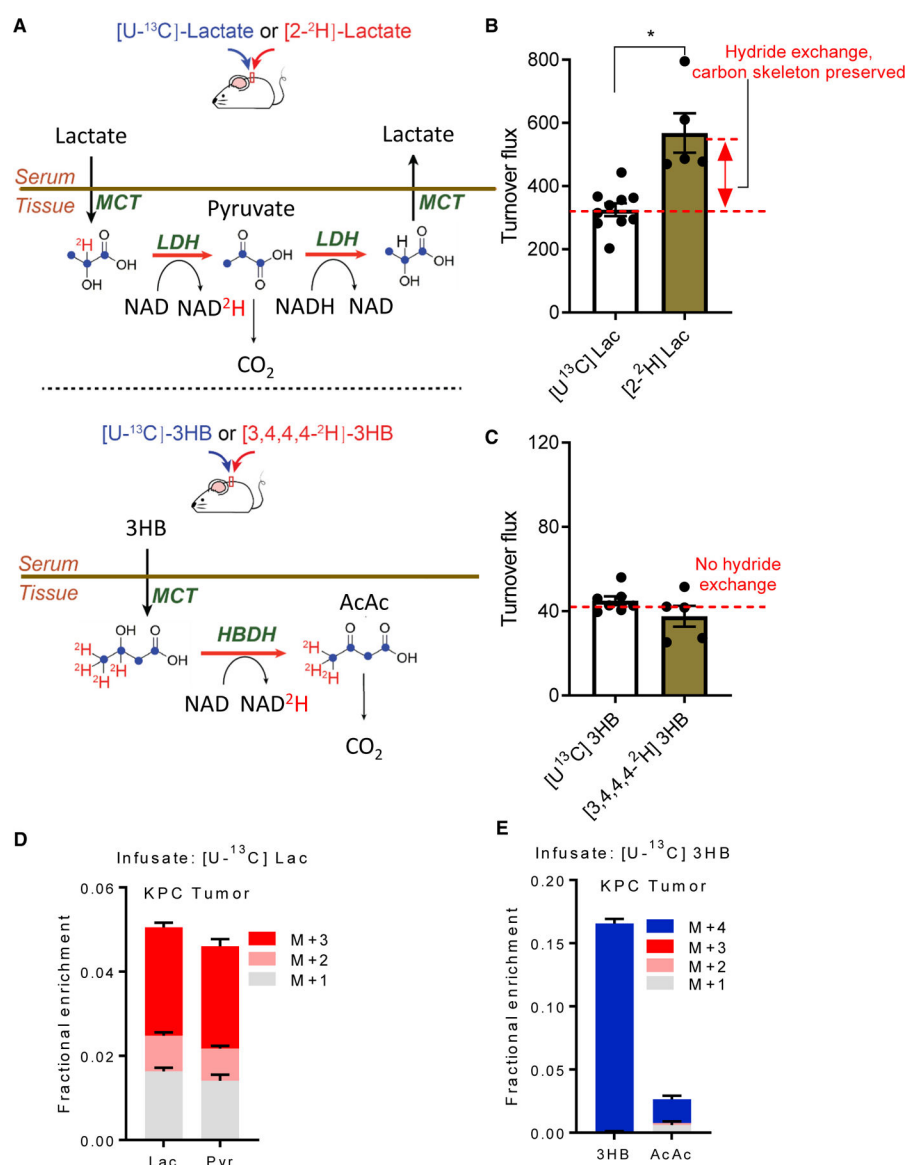 A
[U-¹³C]-Lactate or [2-²H]-Lactate
Lactate
Lactate
Serum
Tissue
MCT
Pyruvate
MCT
²H
O
OH
OH
LDH
O
OH
O
LDH
H
O
OH
OH
NAD
NAD²H
NADH
NAD
CO₂
[U-¹³C]-3HB or [3,4,4,4-²H]-3HB
3HB
Serum
Tissue
MCT
AcAc
OH
O
²H
²H
²H
²H
OH
HBDH
O
O
²H
²H
²H
OH
NAD
NAD²H
CO₂
B
*
Hydride exchange,
carbon skeleton preserved
800
600
400
200
0
Turnover flux
[U¹³C] Lac
[2-²H] Lac
C
120
80
40
0
Turnover flux
No hydride
exchange
[U¹³C] 3HB
[3,4,4,4-²H] 3HB
D
Infusate: [U-¹³C] Lac
KPC Tumor
0.06
0.04
0.02
0.00
Fractional enrichment
M+3
M+2
M+1
Lac
Pyr
E
Infusate: [U-¹³C] 3HB
KPC Tumor
0.20
0.15
0.10
0.05
0.00
Fractional enrichment
M+4
M+3
M+2
M+1
3HB
AcAc